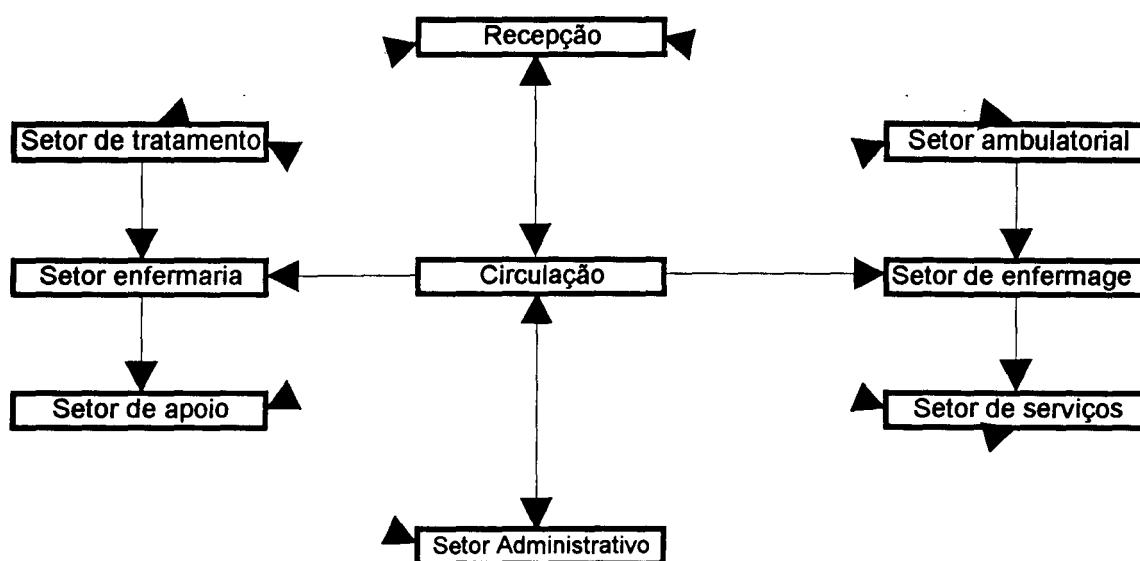 Recepção
Setor de tratamento
Setor ambulatorial
Setor enfermaria
Circulação
Setor de enfermage
Setor de apoio
Setor de serviços
Setor Administrativo